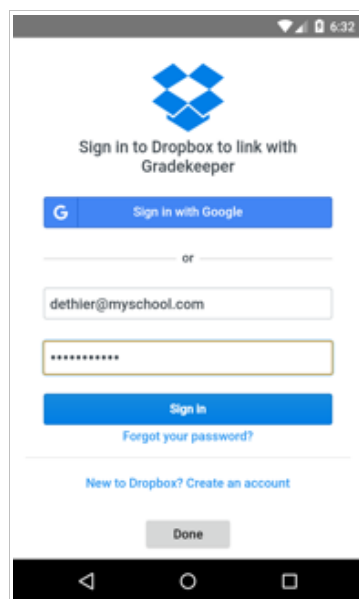 6:32
Sign in to Dropbox to link with
Gradekeeper
G Sign in with Google
or
dethier@myschool.com
•••••••••••
Sign in
Forgot your password?
New to Dropbox? Create an account
Done